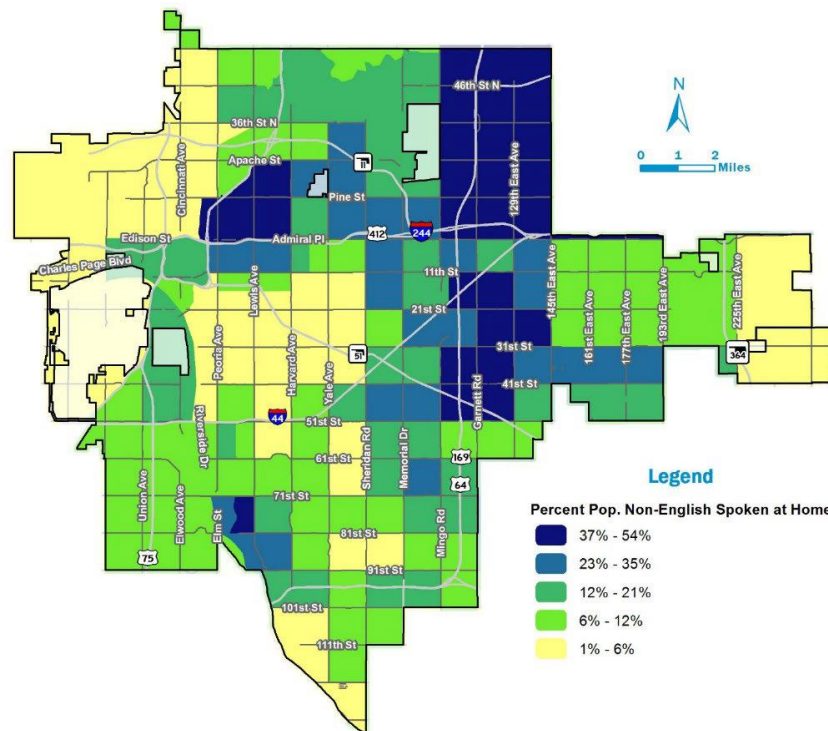 46th St N
N
36th St N
0 1 2
Miles
Apache St
11
Cincinnati Ave
129th East Ave
Pine St
412
244
Edison St
Admiral Pl
Charles Page Blvd
11th St
Lewis Ave
145th East Ave
161st East Ave
177th East Ave
193rd East Ave
225th East Ave
21st St
Peoria Ave
Harvard Ave
Yale Ave
51
31st St
364
41st St
Garnett Rd
44
51st St
Riverside Dr
61st St
Sheridan Rd
Memorial Dr
169
64
Union Ave
Elwood Ave
Elm St
71st St
Mingo Rd
81st St
75
91st St
101st St
111th St
Legend
Percent Pop. Non-English Spoken at Home
37% - 54%
23% - 35%
12% - 21%
6% - 12%
1% - 6%